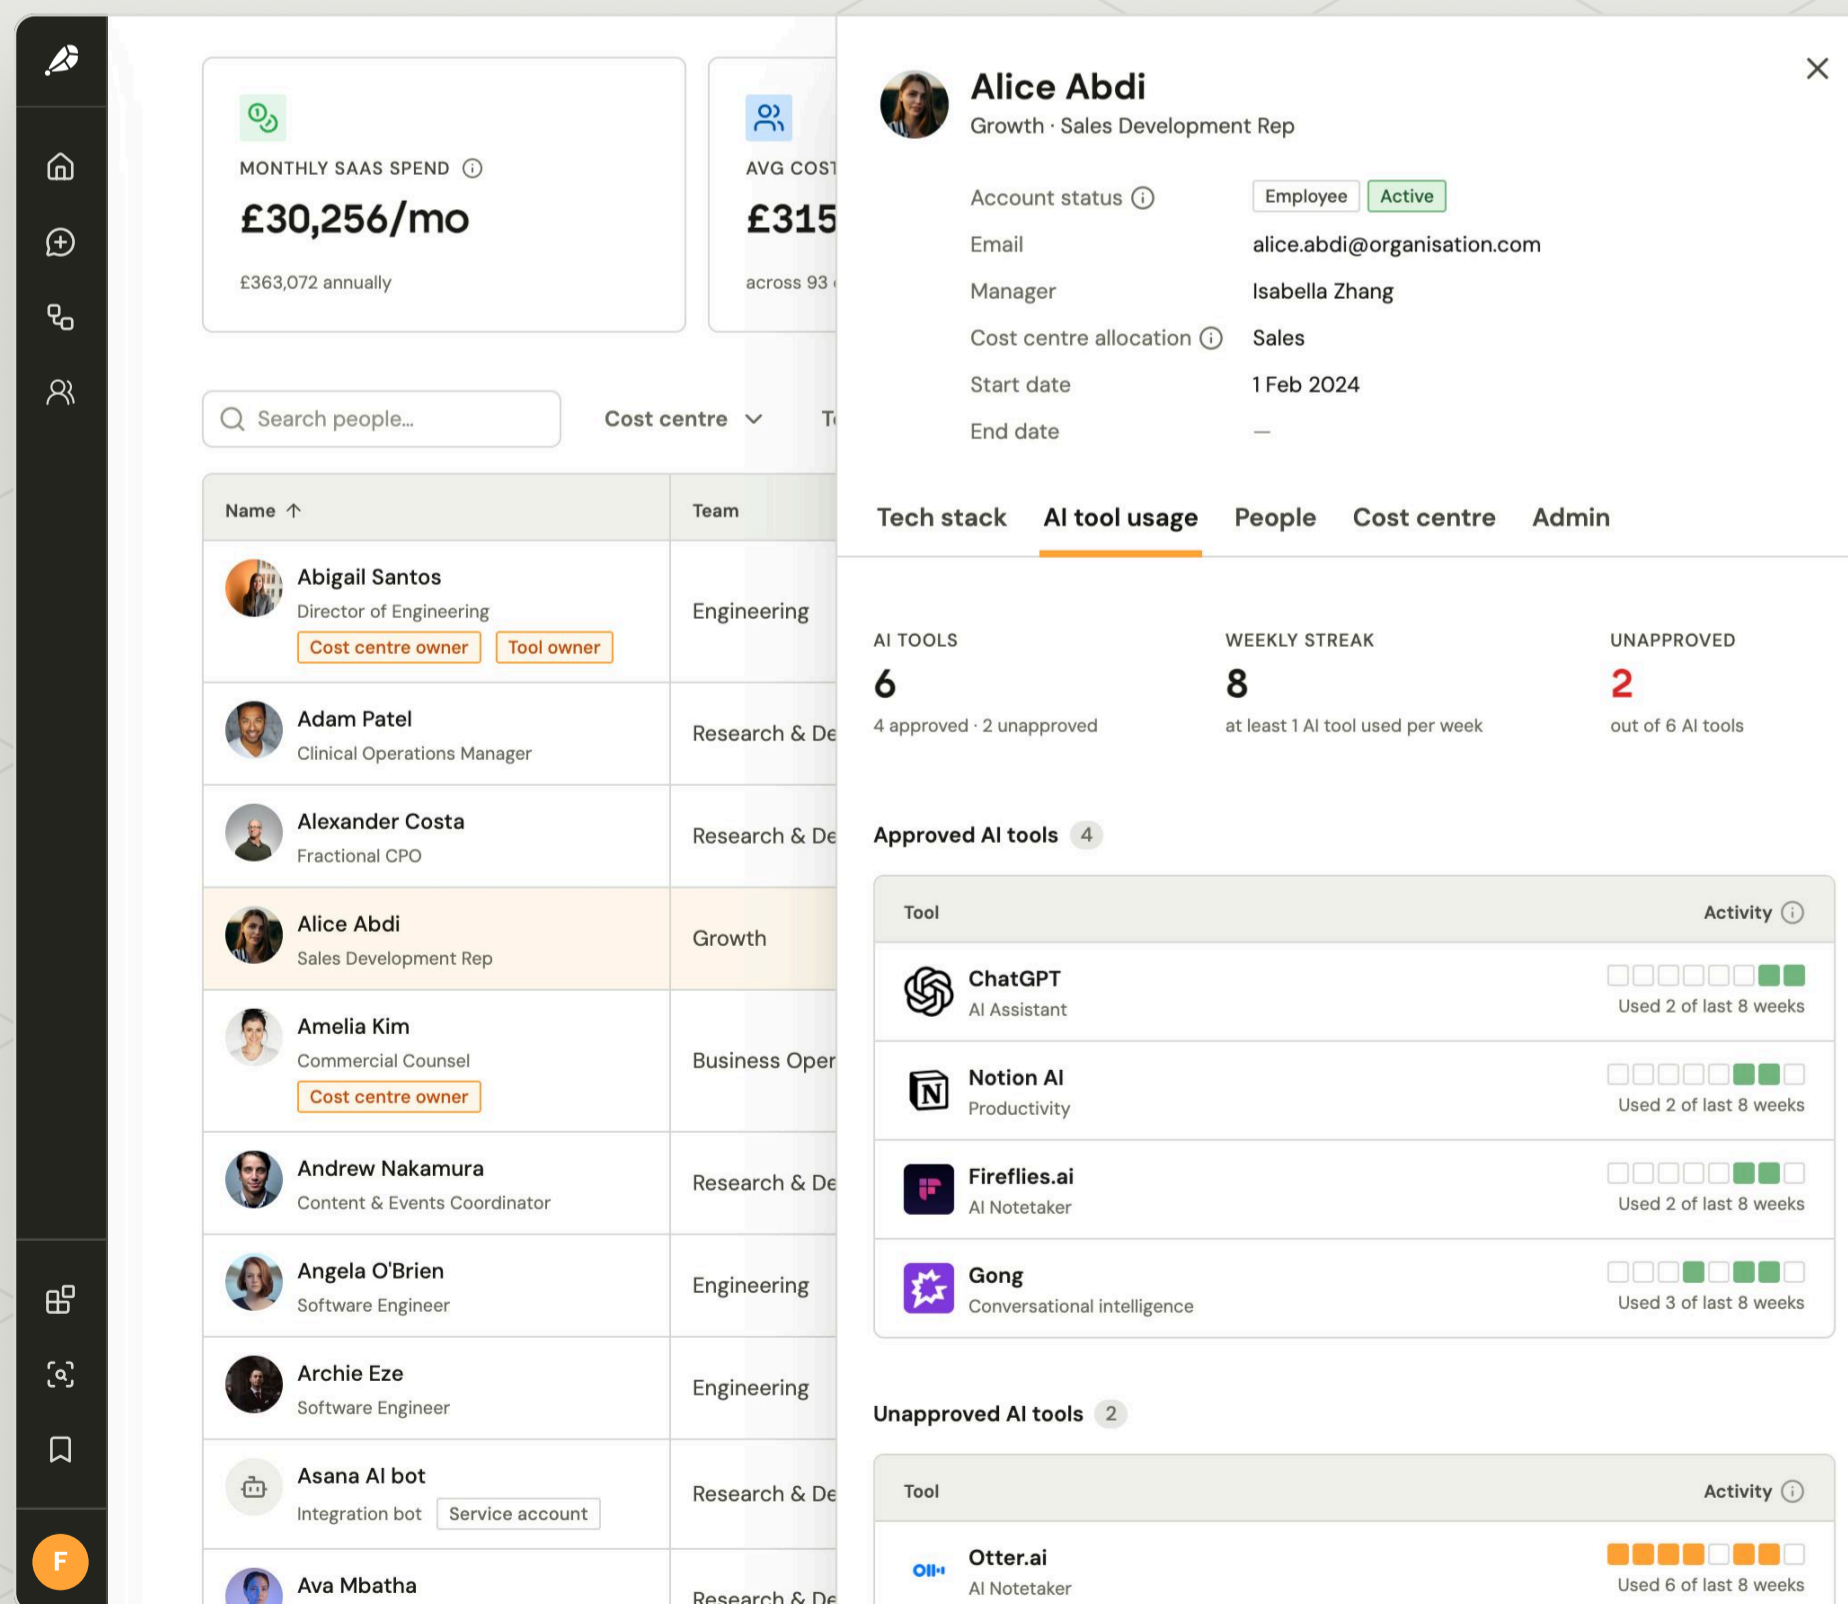 MONTHLY SAAS SPEND
£30,256/mo
£363,072 annually
AVG COST
£315
across 93
Search people...
Cost centre
Name ↑
Team
Abigail Santos
Director of Engineering
Cost centre owner
Tool owner
Engineering
Adam Patel
Clinical Operations Manager
Research & De
Alexander Costa
Fractional CPO
Research & De
Alice Abdi
Sales Development Rep
Growth
Amelia Kim
Commercial Counsel
Cost centre owner
Business Oper
Andrew Nakamura
Content & Events Coordinator
Research & De
Angela O'Brien
Software Engineer
Engineering
Archie Eze
Software Engineer
Engineering
Asana AI bot
Integration bot
Service account
Research & De
Ava Mbatha
Research & De
F
Alice Abdi
Growth · Sales Development Rep
Account status
Employee
Active
Email
alice.abdi@organisation.com
Manager
Isabella Zhang
Cost centre allocation
Sales
Start date
1 Feb 2024
End date
—
Tech stack
AI tool usage
People
Cost centre
Admin
AI TOOLS
6
4 approved · 2 unapproved
WEEKLY STREAK
8
at least 1 AI tool used per week
UNAPPROVED
2
out of 6 AI tools
Approved AI tools 4
Tool
Activity
ChatGPT
AI Assistant
Used 2 of last 8 weeks
Notion AI
Productivity
Used 2 of last 8 weeks
Fireflies.ai
AI Notetaker
Used 2 of last 8 weeks
Gong
Conversational intelligence
Used 3 of last 8 weeks
Unapproved AI tools 2
Tool
Activity
Otter.ai
AI Notetaker
Used 6 of last 8 weeks